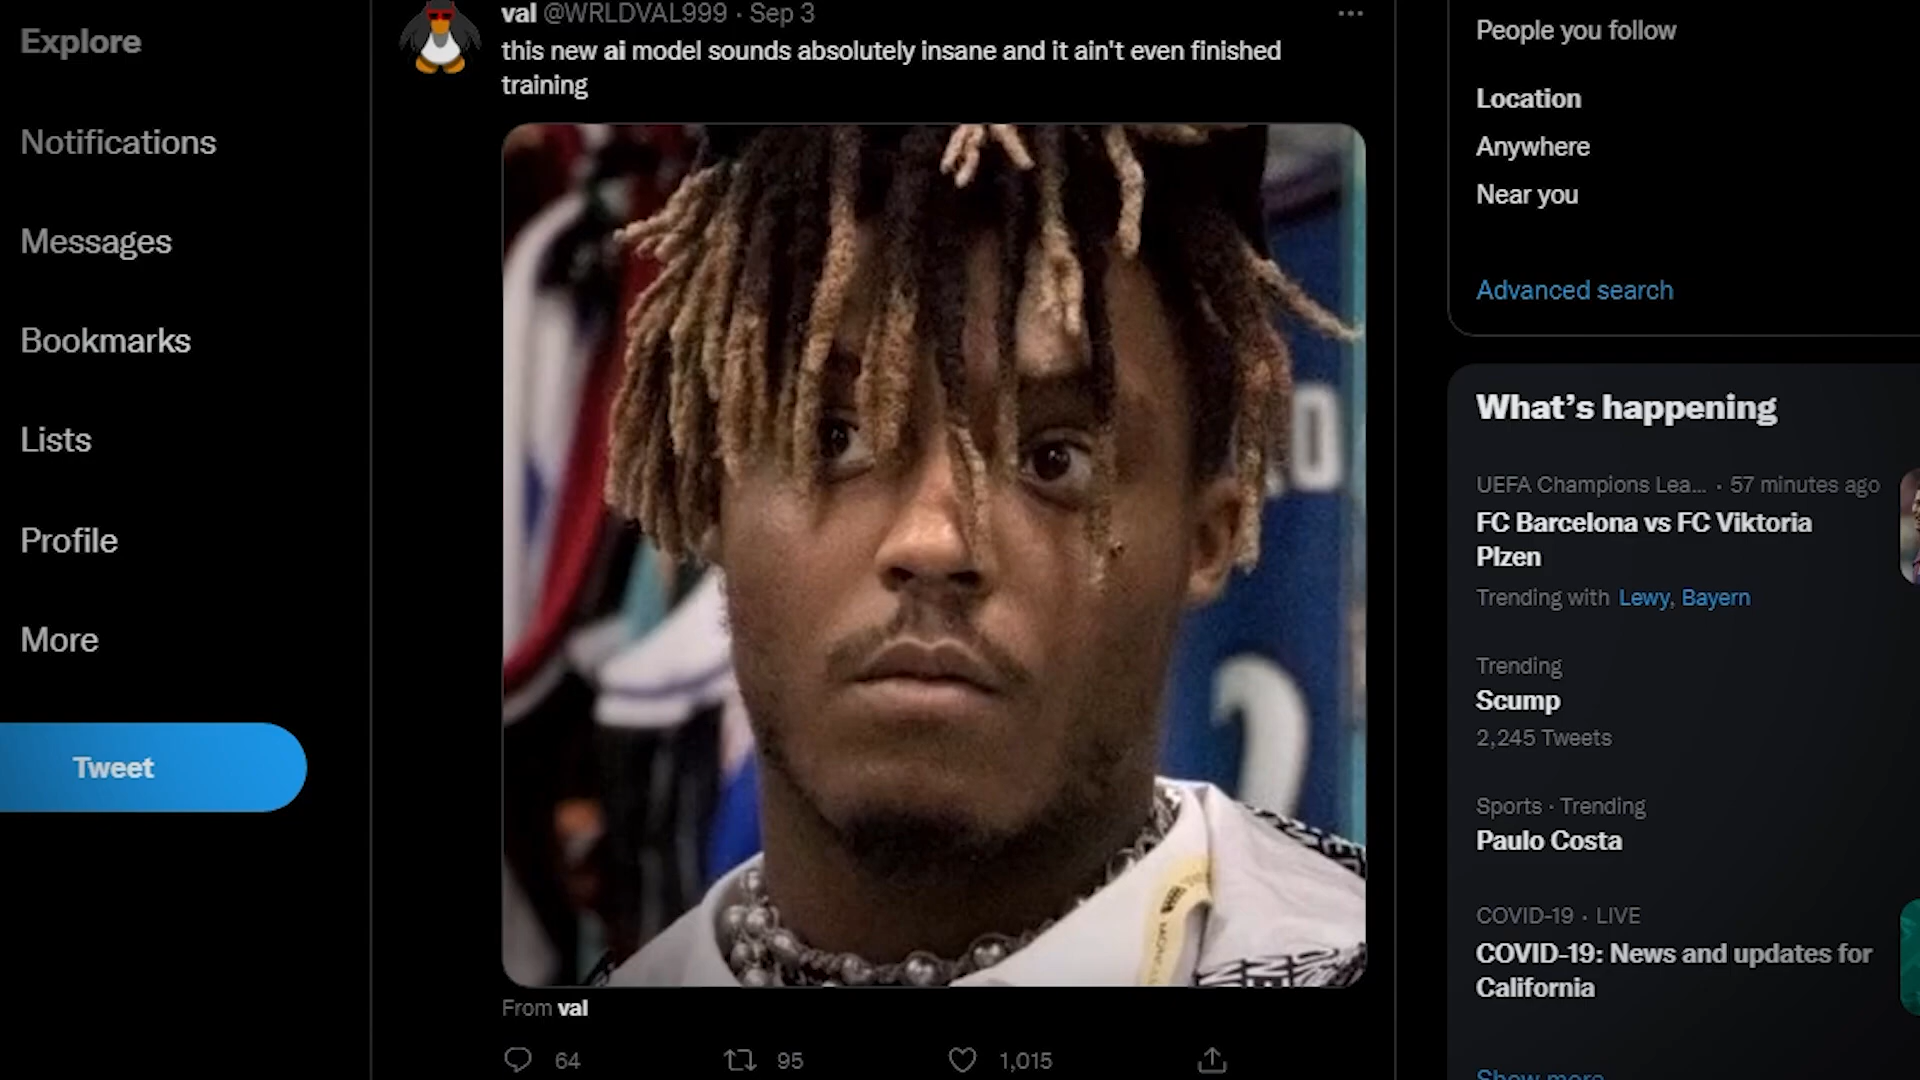 Explore
Notifications
Messages
Bookmarks
Lists
Profile
More
Tweet
val @WRLDVAL999 · Sep 3
this new ai model sounds absolutely insane and it ain't even finished
training
2
From val
64
95
1,015
People you follow
Location
Anywhere
Near you
Advanced search
What's happening
UEFA Champions Lea... · 57 minutes ago
FC Barcelona vs FC Viktoria
Plzen
Trending with Lewy, Bayern
Trending
Scump
2,245 Tweets
Sports · Trending
Paulo Costa
COVID-19 · LIVE
COVID-19: News and updates for
California
Show more